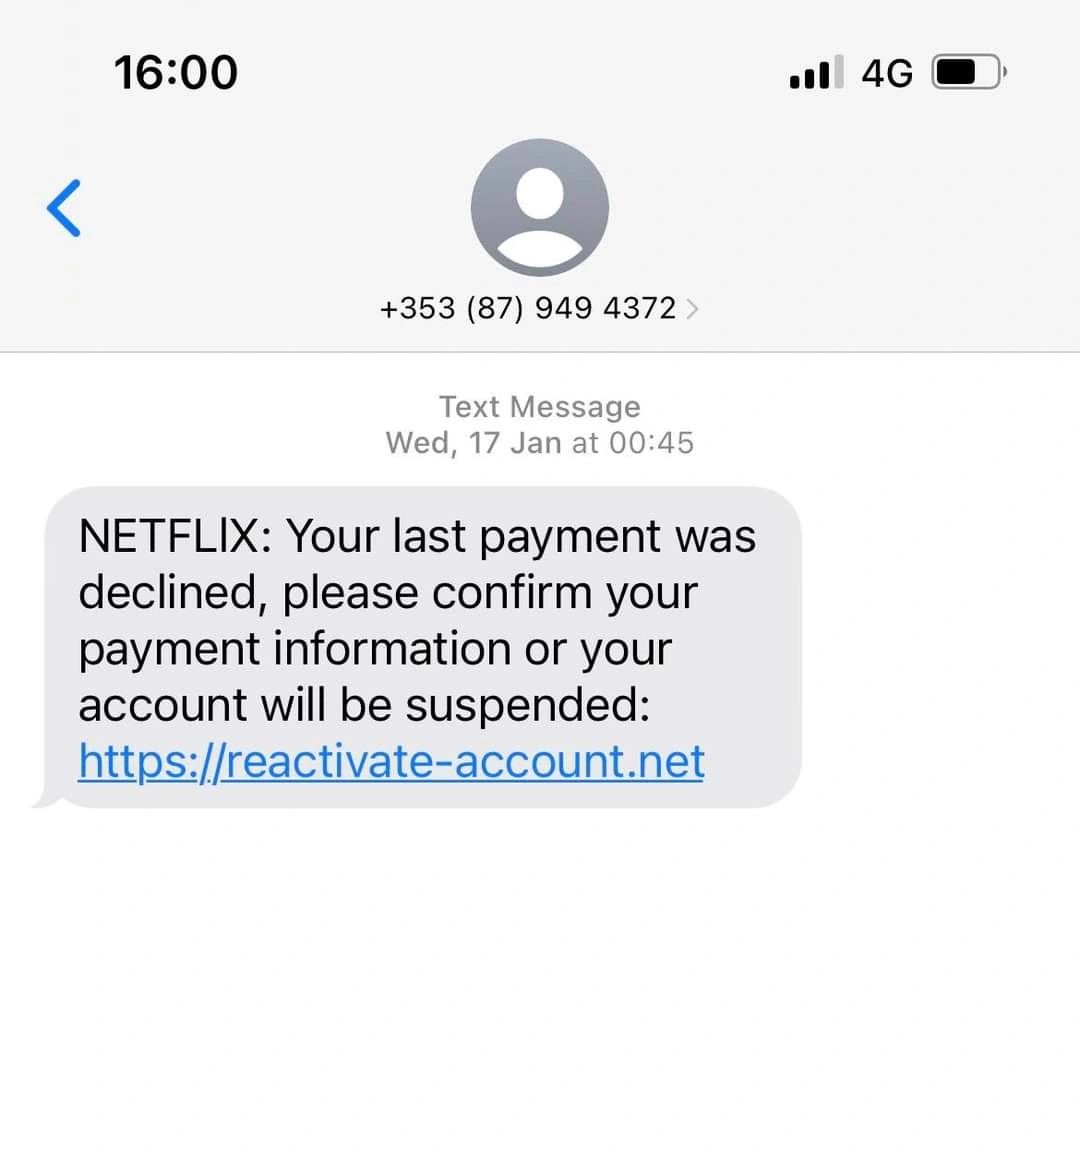 16:00
4G
+353 (87) 949 4372
Text Message
Wed, 17 Jan at 00:45
NETFLlX: Your last payment was
declined, please confirm your
payment information or your
account will be suspended:
https://reactivate-account.net